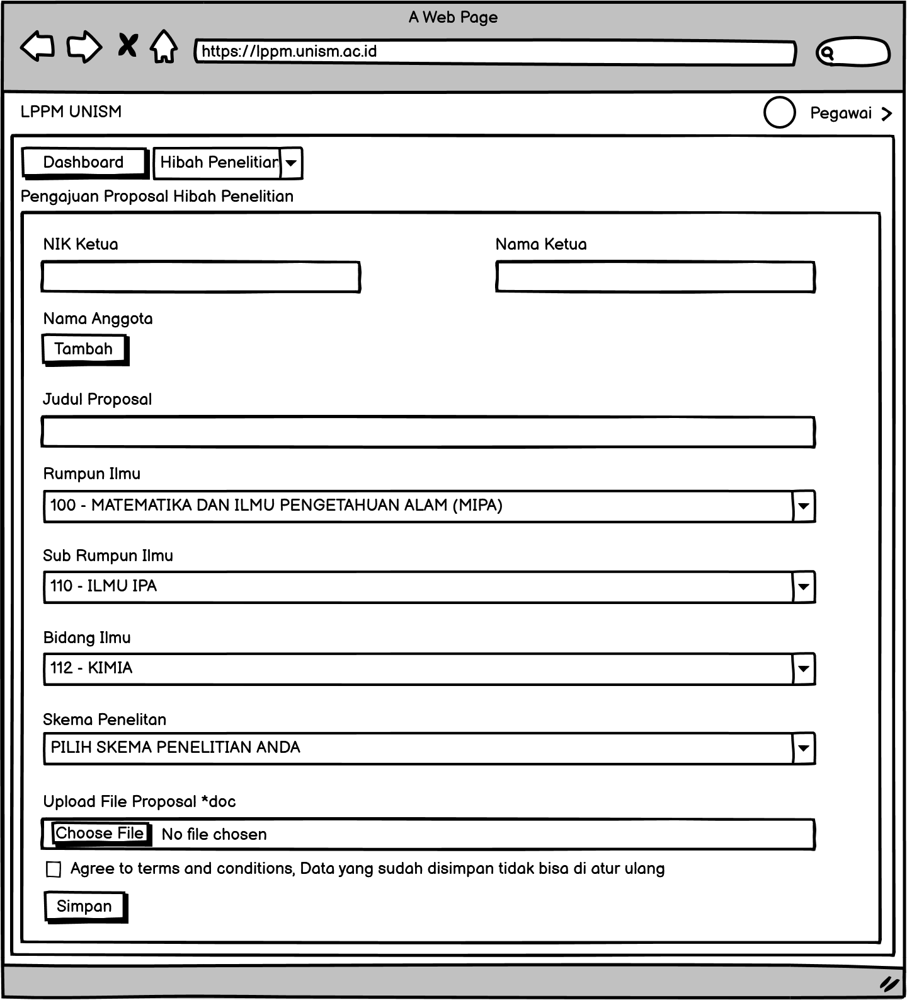 A Web Page
https://lppm.unism.ac.id
LPPM UNISM
Pegawai
Dashboard
Hibah Penelitian
Pengajuan Proposal Hibah Penelitian
NIK Ketua
Nama Ketua
Nama Anggota
Tambah
Judul Proposal
Rumpun Ilmu
100 - MATEMATIKA DAN ILMU PENGETAHUAN ALAM (MIPA)
Sub Rumpun Ilmu
110 - ILMU IPA
Bidang Ilmu
112 - KIMIA
Skema Penelitan
PILIH SKEMA PENELITIAN ANDA
Upload File Proposal *doc
Choose File
No file chosen
Agree to terms and conditions, Data yang sudah disimpan tidak bisa di atur ulang
Simpan